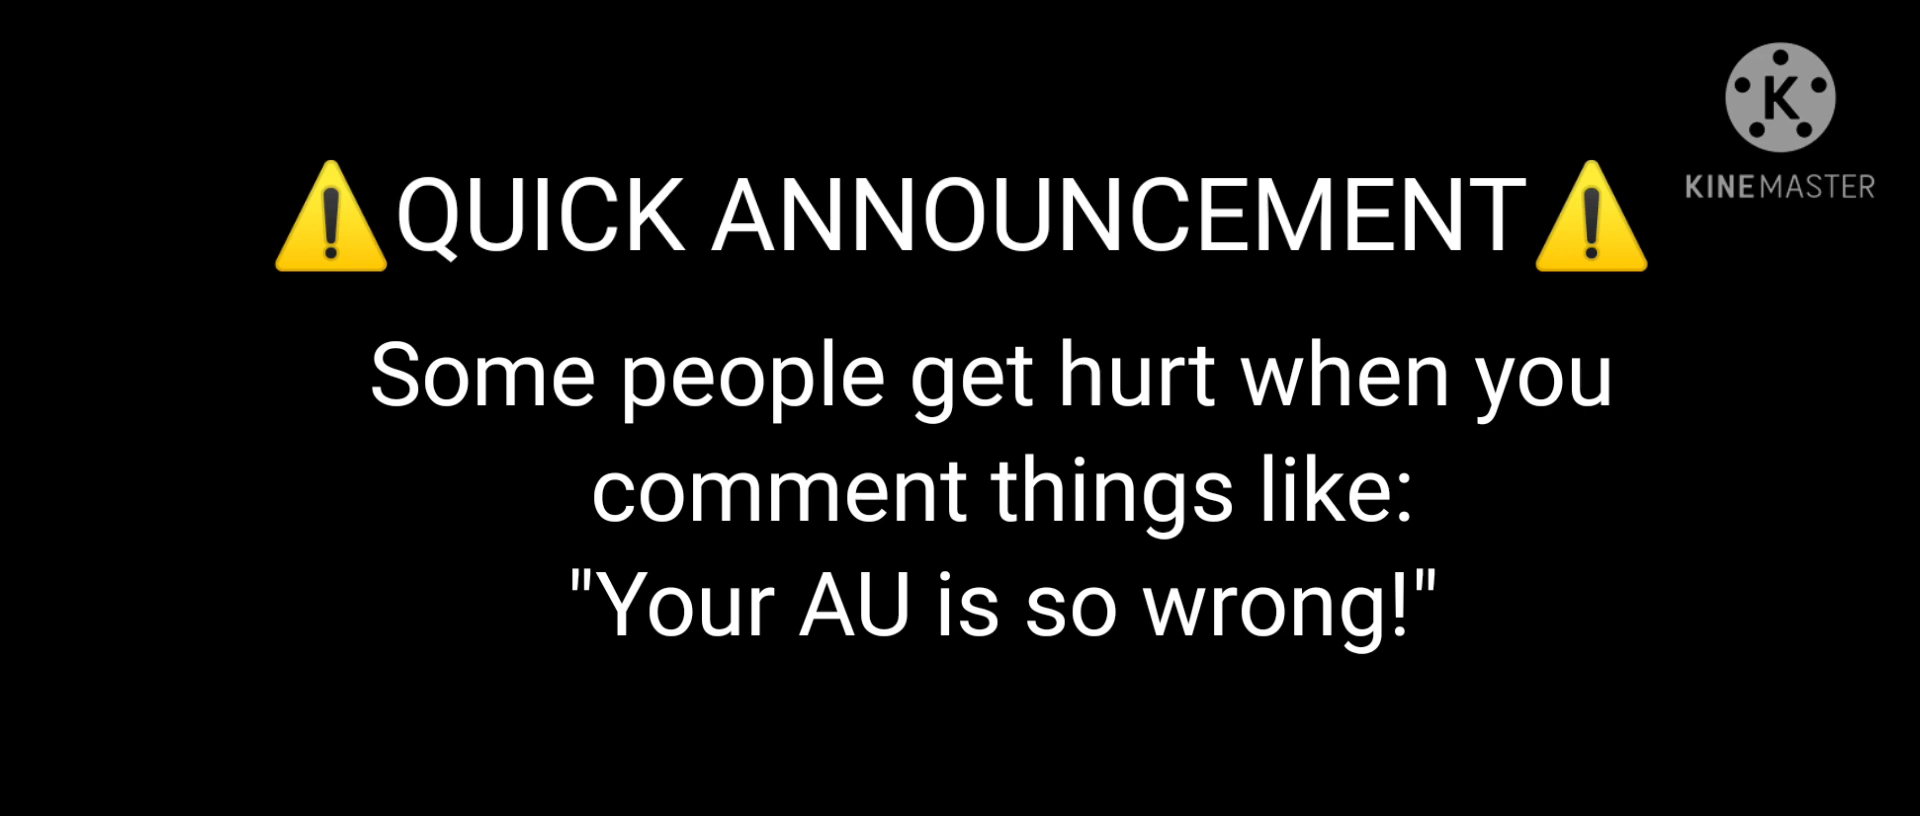 ⚠️QUICK ANNOUNCEMENT⚠️
K
KINEMASTER
Some people get hurt when you
comment things like:
"Your AU is so wrong!"